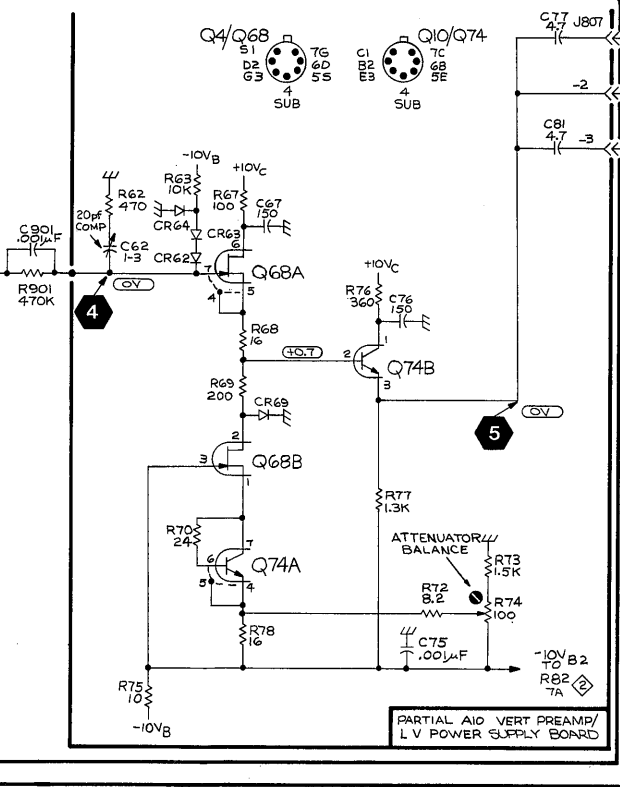 C77
4.7
J807
Q4/Q68
Q10/Q74
S1
D2
G3
7G
6D
5S
4
SUB
C1
B2
E3
7C
6B
5E
4
SUB
-2
C81
4.7
-3
-10VB
+10VC
R63
10K
R67
100
R62
470
C67
150
20pf
COMP
CR64
CR63
C901
.001µF
C62
1-3
CR62
6
7
Q68A
R901
470K
0V
4
4
5
+10VC
R76
360
C76
150
R68
16
+0.7
1
2
Q74B
3
R69
200
CR69
0V
5
2
3
Q68B
1
R77
1.3K
R70
24
7
6
Q74A
5
4
ATTENUATOR
BALANCE
R73
1.5K
R72
8.2
R74
100
R78
16
C75
.001µF
-10V B2
TO
R82
7A
2
R75
10
-10VB
PARTIAL A10 VERT PREAMP/
LV POWER SUPPLY BOARD